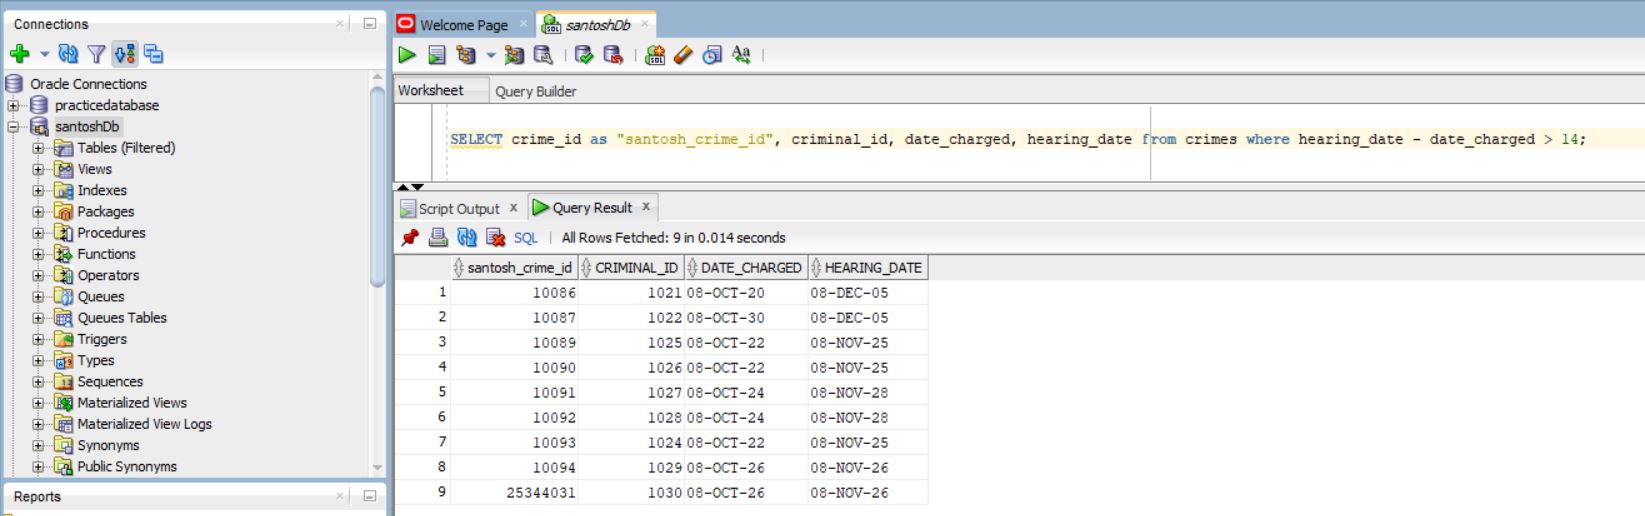 Connections
Oracle Connections
practicedatabase
santoshDb
Tables (Filtered)
Views
Indexes
Packages
Procedures
Functions
Operators
Queues
Queues Tables
Triggers
Types
Sequences
Materialized Views
Materialized View Logs
Synonyms
Public Synonyms
Reports
Welcome Page
santoshDb
Worksheet Query Builder
SELECT crime_id as "santosh_crime_id", criminal_id, date_charged, hearing_date from crimes where hearing_date - date_charged > 14;
Script Output x Query Result x
SQL All Rows Fetched: 9 in 0.014 seconds
santosh_crime_id CRIMINAL_ID DATE_CHARGED HEARING_DATE
1 10086 1021 08-OCT-20 08-DEC-05
2 10087 1022 08-OCT-30 08-DEC-05
3 10089 1025 08-OCT-22 08-NOV-25
4 10090 1026 08-OCT-22 08-NOV-25
5 10091 1027 08-OCT-24 08-NOV-28
6 10092 1028 08-OCT-24 08-NOV-28
7 10093 1024 08-OCT-22 08-NOV-25
8 10094 1029 08-OCT-26 08-NOV-26
9 25344031 1030 08-OCT-26 08-NOV-26